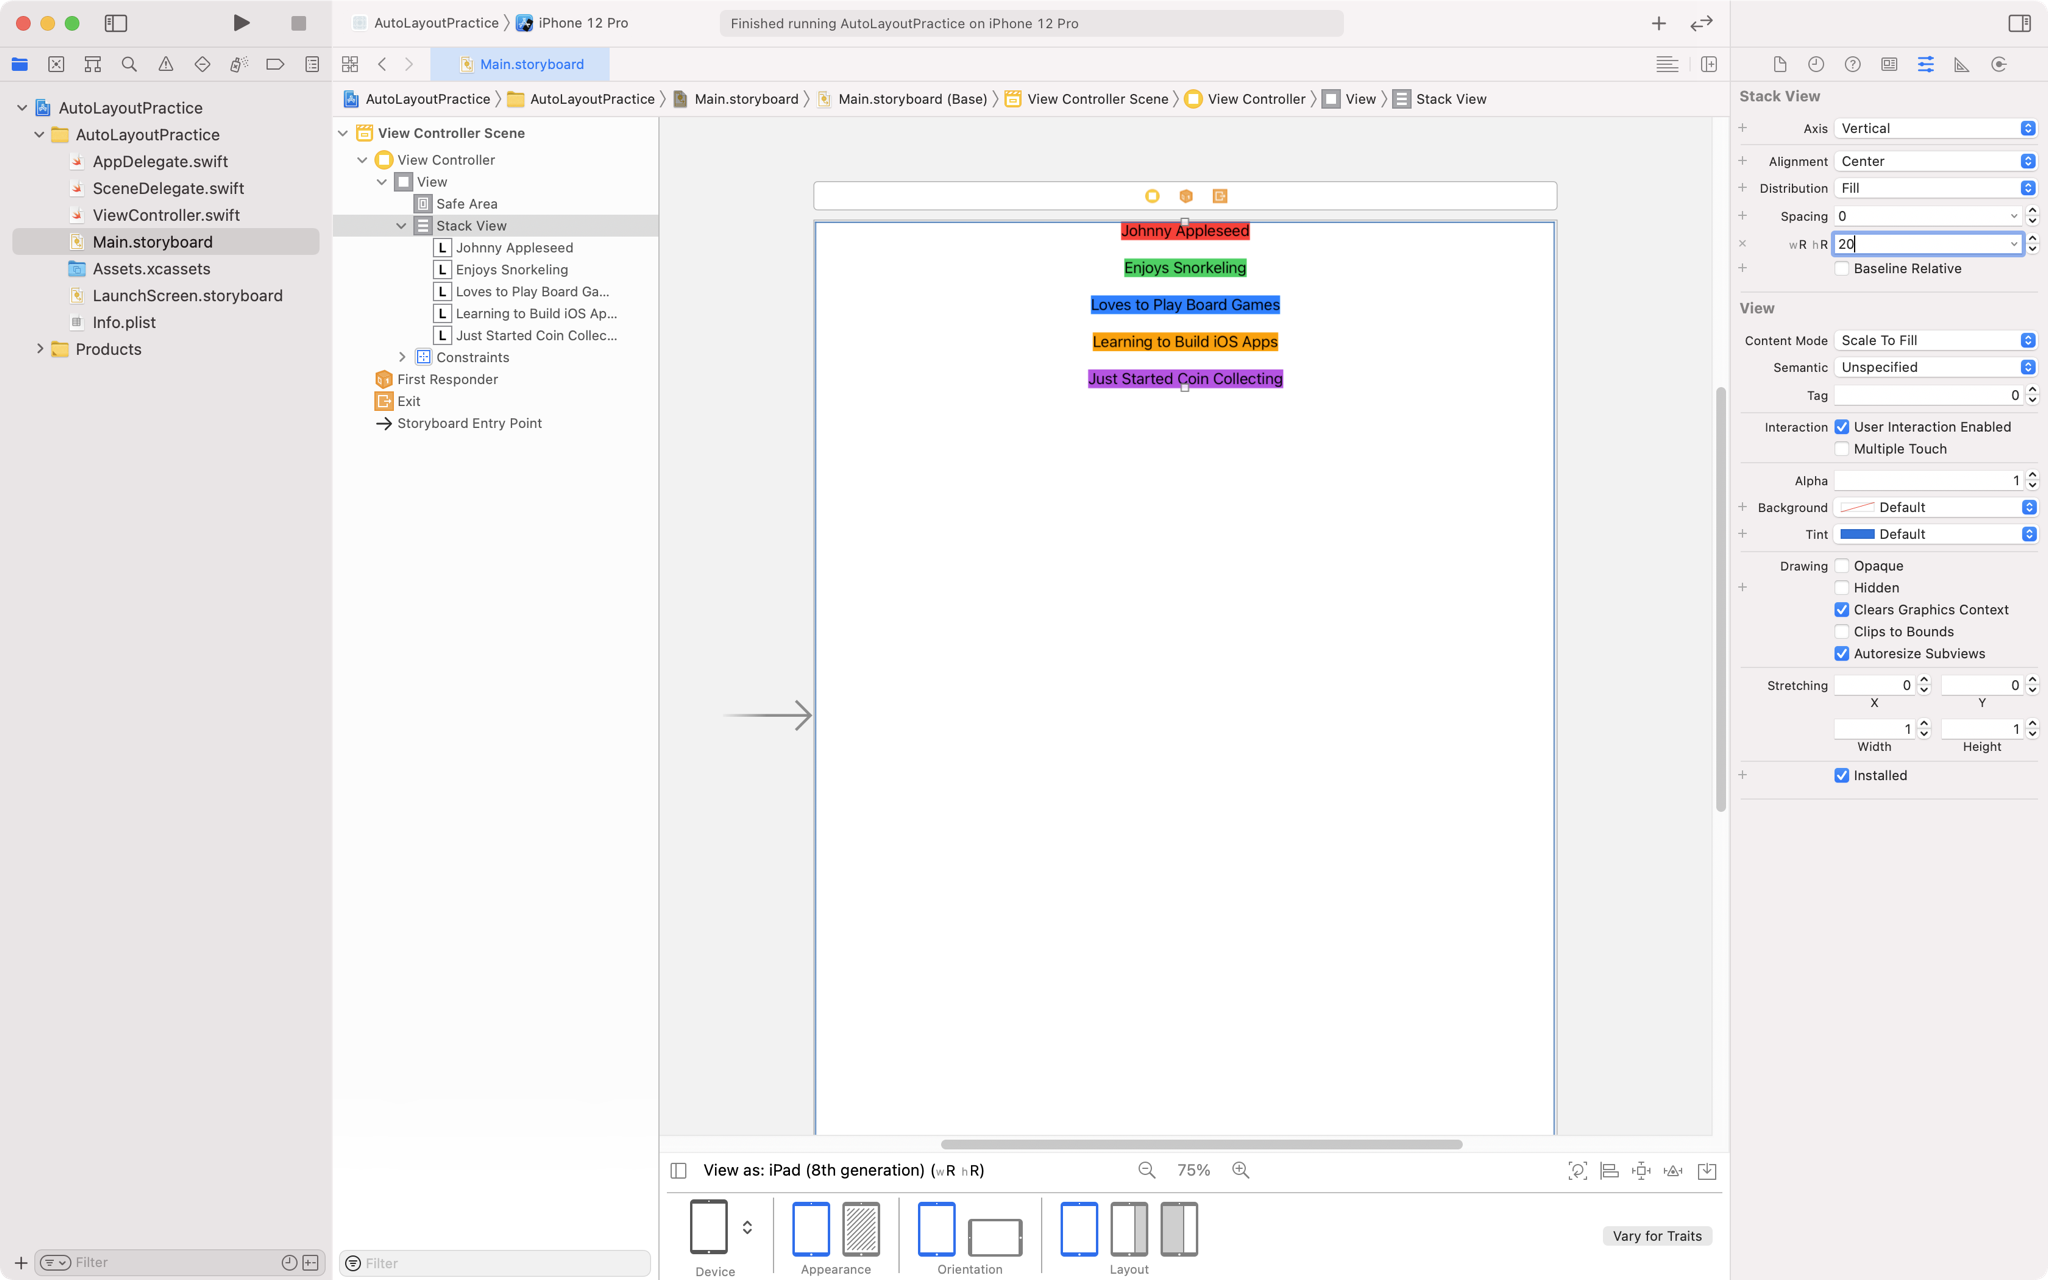 AutoLayoutPractice
iPhone 12 Pro
Finished running AutoLayoutPractice on iPhone 12 Pro
Main.storyboard
AutoLayoutPractice
AutoLayoutPractice
AppDelegate.swift
SceneDelegate.swift
ViewController.swift
Main.storyboard
Assets.xcassets
LaunchScreen.storyboard
Info.plist
Products
Filter
AutoLayoutPractice
AutoLayoutPractice
Main.storyboard
Main.storyboard (Base)
View Controller Scene
View Controller
View
Stack View
View Controller Scene
View Controller
View
Safe Area
Stack View
L Johnny Appleseed
L Enjoys Snorkeling
L Loves to Play Board Ga...
L Learning to Build iOS Ap...
L Just Started Coin Collec...
Constraints
First Responder
Exit
Storyboard Entry Point
Filter
Johnny Appleseed
Enjoys Snorkeling
Loves to Play Board Games
Learning to Build iOS Apps
Just Started Coin Collecting
View as: iPad (8th generation) (wR hR)
75%
Device
Appearance
Orientation
Layout
Vary for Traits
Stack View
Axis Vertical
Alignment Center
Distribution Fill
Spacing 0
wR hR 20
Baseline Relative
View
Content Mode Scale To Fill
Semantic Unspecified
Tag 0
Interaction User Interaction Enabled
Multiple Touch
Alpha 1
Background Default
Tint Default
Drawing Opaque
Hidden
Clears Graphics Context
Clips to Bounds
Autoresize Subviews
Stretching 0 0
X Y
1 1
Width Height
Installed